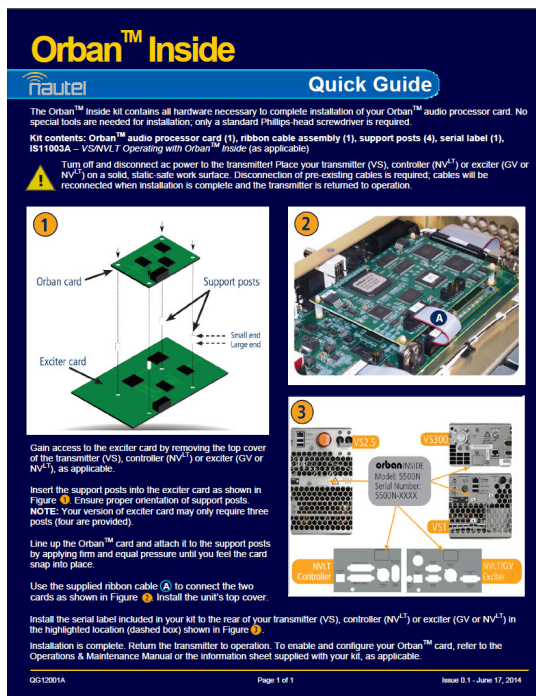 Orban™ Inside
nautel
Quick Guide
The Orban™ Inside kit contains all hardware necessary to complete installation of your Orban™ audio processor card. No
special tools are needed for installation; only a standard Phillips-head screwdriver is required.
Kit contents: Orban™ audio processor card (1), ribbon cable assembly (1), support posts (4), serial label (1),
IS11003A – VS/NVLT Operating with Orban™ Inside (as applicable)
Turn off and disconnect ac power to the transmitter! Place your transmitter (VS), controller (NVᴸᵀ) or exciter (GV or
NVᴸᵀ) on a solid, static-safe work surface. Disconnection of pre-existing cables is required; cables will be
reconnected when installation is complete and the transmitter is returned to operation.
1
Orban card
Support posts
Small end
Large end
Exciter card
2
A
3
VS2.5
VS300
orban INSIDE
Model: 5500N
Serial Number:
5500N-XXXX
VS1
NVLT
Controller
NVLT/GV
Exciter
Gain access to the exciter card by removing the top cover
of the transmitter (VS), controller (NVᴸᵀ) or exciter (GV or
NVᴸᵀ), as applicable.
Insert the support posts into the exciter card as shown in
Figure 1. Ensure proper orientation of support posts.
NOTE: Your version of exciter card may only require three
posts (four are provided).
Line up the Orban™ card and attach it to the support posts
by applying firm and equal pressure until you feel the card
snap into place.
Use the supplied ribbon cable A to connect the two
cards as shown in Figure 2. Install the unit's top cover.
Install the serial label included in your kit to the rear of your transmitter (VS), controller (NVᴸᵀ) or exciter (GV or NVᴸᵀ) in
the highlighted location (dashed box) shown in Figure 3.
Installation is complete. Return the transmitter to operation. To enable and configure your Orban™ card, refer to the
Operations & Maintenance Manual or the information sheet supplied with your kit, as applicable.
QG12001A
Page 1 of 1
Issue 0.1 - June 17, 2014